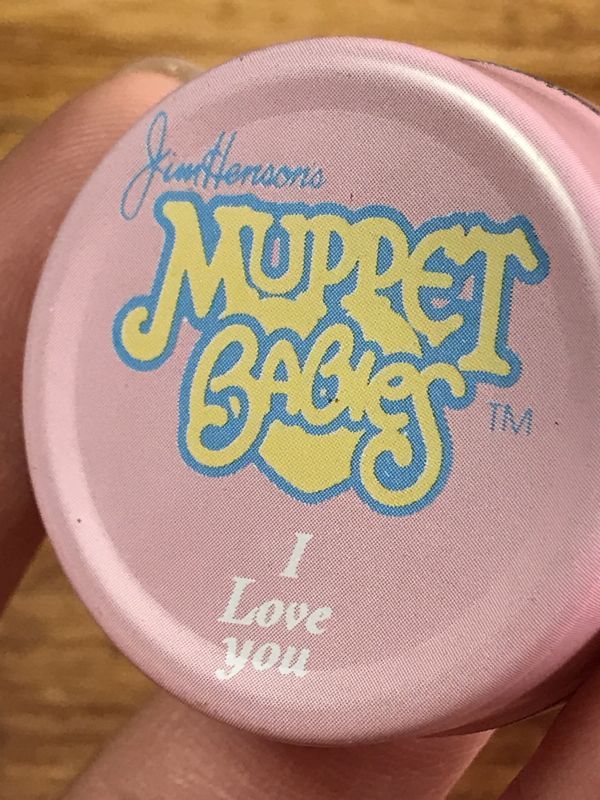 Jim Henson's
MUPPET
BABIES
TM
I
Love
you